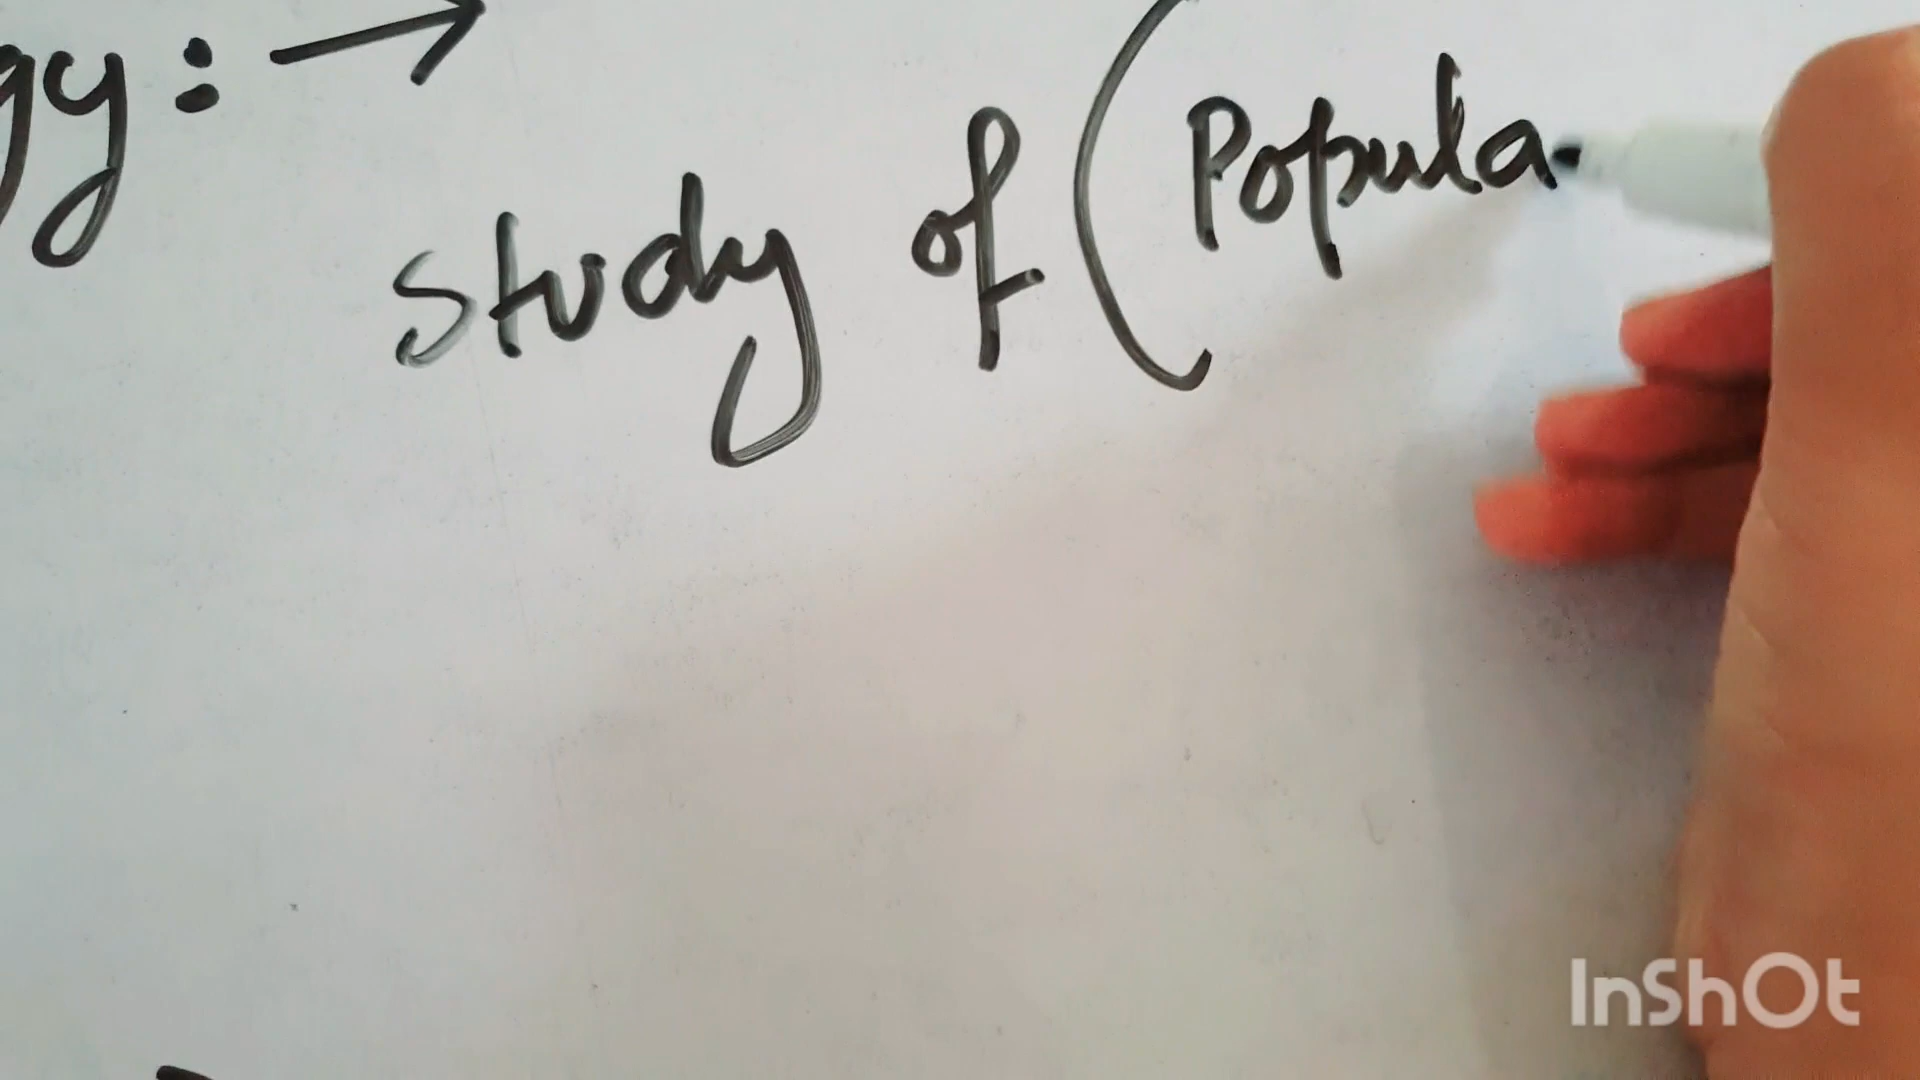 gy : →
study of ( Popula
InShOt